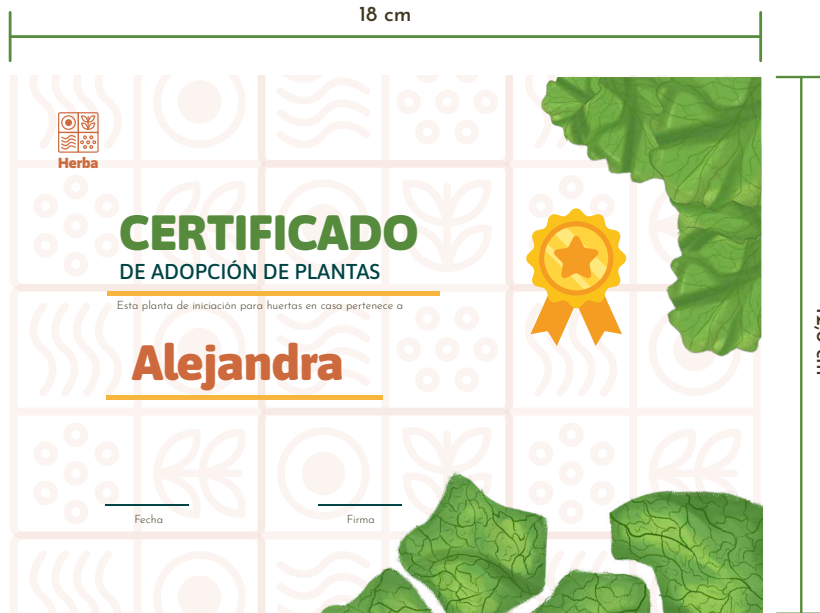 18 cm
Herba
CERTIFICADO
DE ADOPCIÓN DE PLANTAS
Esta planta de iniciación para huertas en casa pertenece a
Alejandra
Fecha
Firma